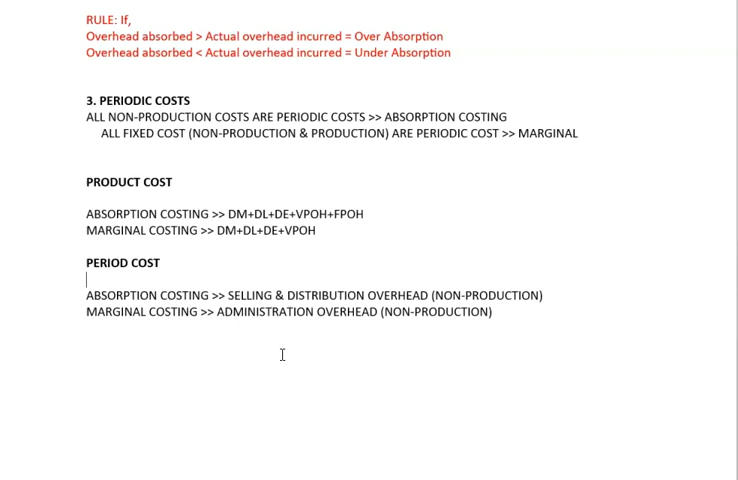 RULE: If,
Overhead absorbed > Actual overhead incurred = Over Absorption
Overhead absorbed < Actual overhead incurred = Under Absorption
3. PERIODIC COSTS
ALL NON-PRODUCTION COSTS ARE PERIODIC COSTS >> ABSORPTION COSTING
ALL FIXED COST (NON-PRODUCTION & PRODUCTION) ARE PERIODIC COST >> MARGINAL
PRODUCT COST
ABSORPTION COSTING >> DM+DL+DE+VPOH+FPOH
MARGINAL COSTING >> DM+DL+DE+VPOH
PERIOD COST
ABSORPTION COSTING >> SELLING & DISTRIBUTION OVERHEAD (NON-PRODUCTION)
MARGINAL COSTING >> ADMINISTRATION OVERHEAD (NON-PRODUCTION)